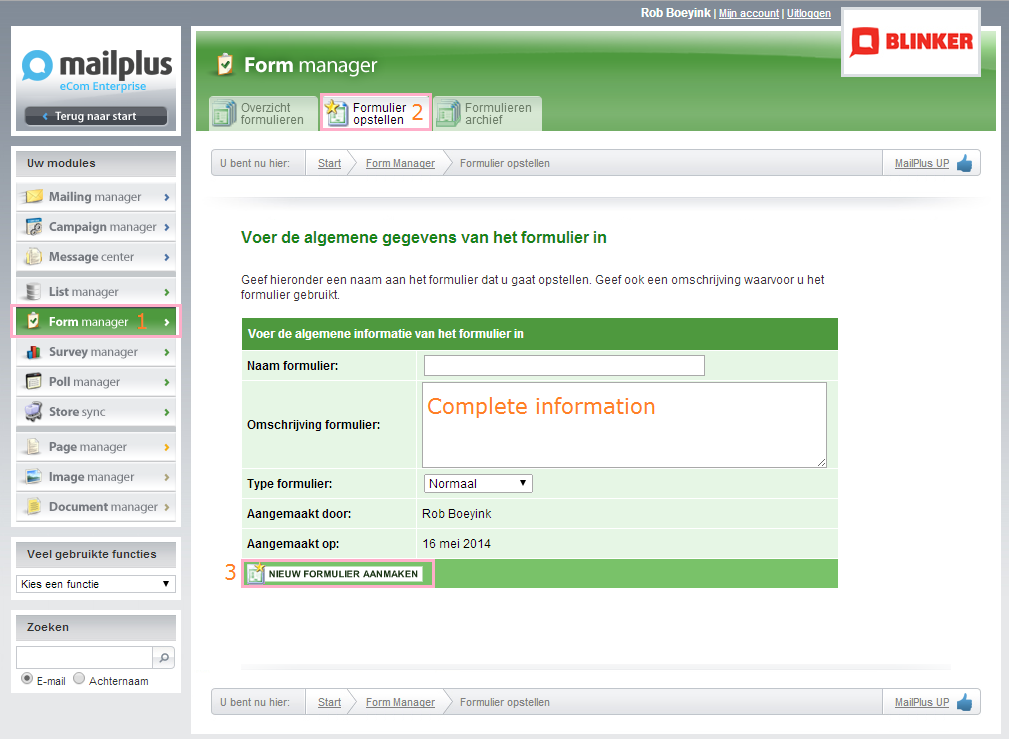 Rob Boeyink | Mijn account | Uitloggen
BLINKER
mailplus
eCom Enterprise
Terug naar start
Form manager
Overzicht
formulieren
Formulier
opstellen 2
Formulieren
archief
Uw modules
Mailing manager
Campaign manager
Message center
List manager
Form manager 1
Survey manager
Poll manager
Store sync
Page manager
Image manager
Document manager
Veel gebruikte functies
Kies een functie
Zoeken
E-mail Achternaam
U bent nu hier: Start Form Manager Formulier opstellen MailPlus UP
Voer de algemene gegevens van het formulier in
Geef hieronder een naam aan het formulier dat u gaat opstellen. Geef ook een omschrijving waarvoor u het
formulier gebruikt.
Voer de algemene informatie van het formulier in
Naam formulier:
Omschrijving formulier: Complete information
Type formulier: Normaal
Aangemaakt door: Rob Boeyink
Aangemaakt op: 16 mei 2014
3 NIEUW FORMULIER AANMAKEN
U bent nu hier: Start Form Manager Formulier opstellen MailPlus UP